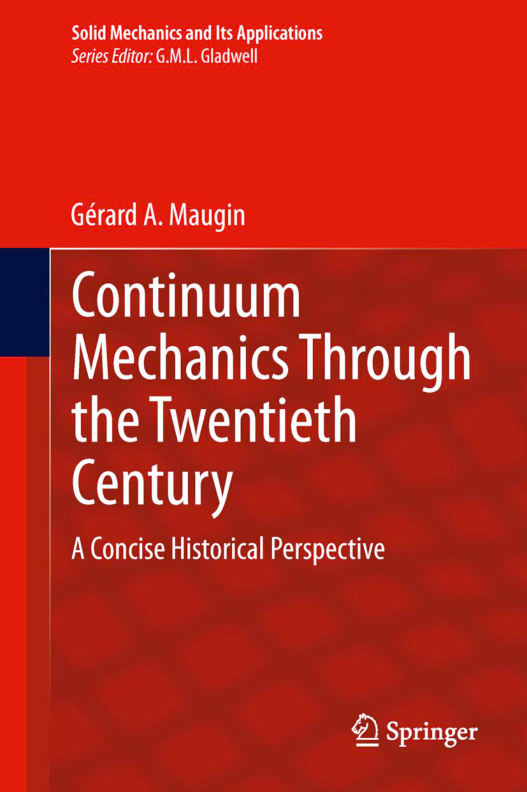 Solid Mechanics and Its Applications
Series Editor: G.M.L. Gladwell
Gérard A. Maugin
Continuum
Mechanics Through
the Twentieth
Century
A Concise Historical Perspective
Springer